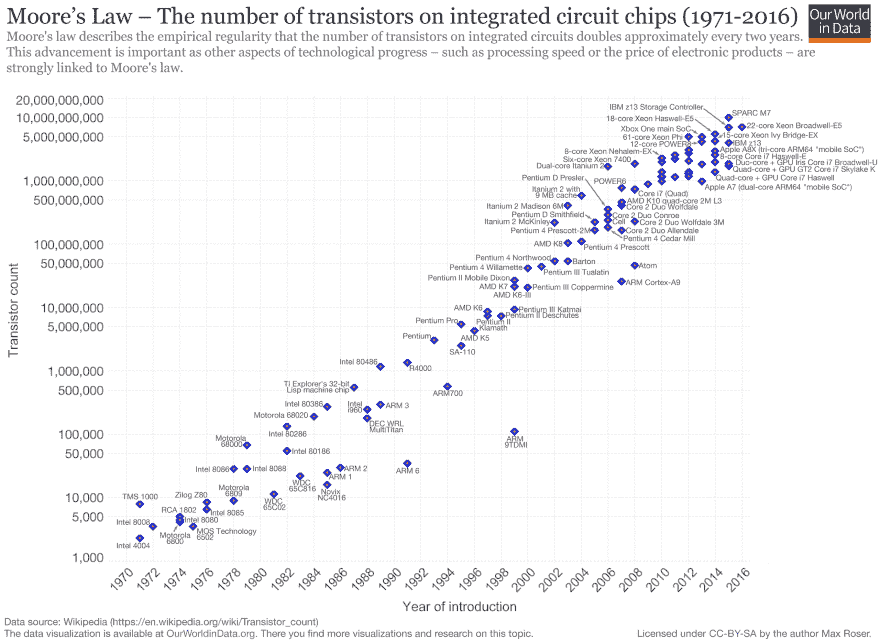 Moore's Law – The number of transistors on integrated circuit chips (1971-2016)
Our World
in Data
Moore's law describes the empirical regularity that the number of transistors on integrated circuits doubles approximately every two years.
This advancement is important as other aspects of technological progress – such as processing speed or the price of electronic products – are
strongly linked to Moore's law.
Transistor count
20,000,000,000
10,000,000,000
5,000,000,000
1,000,000,000
500,000,000
100,000,000
50,000,000
10,000,000
5,000,000
1,000,000
500,000
100,000
50,000
10,000
5,000
1,000
IBM z13 Storage Controller
SPARC M7
18-core Xeon Haswell-E5
22-core Xeon Broadwell-E5
Xbox One main SoC
61-core Xeon Phi
15-core Xeon Ivy Bridge-EX
12-core POWER8
IBM z13
8-core Xeon Nehalem-EX
Apple A8X (tri-core ARM64 "mobile SoC")
Six-core Xeon 7400
8-core Core i7 Haswell-E
Dual-core Itanium 2
Duo-core + GPU Iris Core i7 Broadwell-U
Quad-core + GPU GT2 Core i7 Skylake K
Pentium D Presler
POWER6
Quad-core + GPU Core i7 Haswell
Apple A7 (dual-core ARM64 "mobile SoC")
Itanium 2 with
9 MB cache
Core i7 (Quad)
AMD K10 quad-core 2M L3
Itanium 2 Madison 6M
Core 2 Duo Wolfdale
Pentium D Smithfield
Core 2 Duo Conroe
Itanium 2 McKinley
Cell
Core 2 Duo Wolfdale 3M
Pentium 4 Prescott-2M
Core 2 Duo Allendale
Pentium 4 Cedar Mill
AMD K8
Pentium 4 Prescott
Pentium 4 Northwood
Barton
Atom
Pentium 4 Willamette
Pentium III Tualatin
Pentium II Mobile Dixon
ARM Cortex-A9
AMD K7
Pentium III Coppermine
AMD K6-III
AMD K6
Pentium III Katmai
Pentium II Deschutes
Pentium Pro
Pentium II
Klamath
Pentium
AMD K5
SA-110
Intel 80486
R4000
Ti Explorer's 32-bit
Lisp machine chip
ARM700
Intel 80386
Intel
i960
ARM 3
Motorola 68020
DEC WRL
MultiTitan
Intel 80286
ARM
9TDMI
Motorola
68000
Intel 80186
Intel 8086
Intel 8088
ARM 2
ARM 6
ARM 1
WDC
65C816
Novix
NC4016
TMS 1000
Zilog Z80
Motorola
6809
WDC
65C02
RCA 1802
Intel 8085
Intel 8008
Intel 8080
MOS Technology
6502
Motorola
6800
Intel 4004
1970
1972
1974
1976
1978
1980
1982
1984
1986
1988
1990
1992
1994
1996
1998
2000
2002
2004
2006
2008
2010
2012
2014
2016
Year of introduction
Data source: Wikipedia (https://en.wikipedia.org/wiki/Transistor_count)
The data visualization is available at OurWorldinData.org. There you find more visualizations and research on this topic.
Licensed under CC-BY-SA by the author Max Roser.